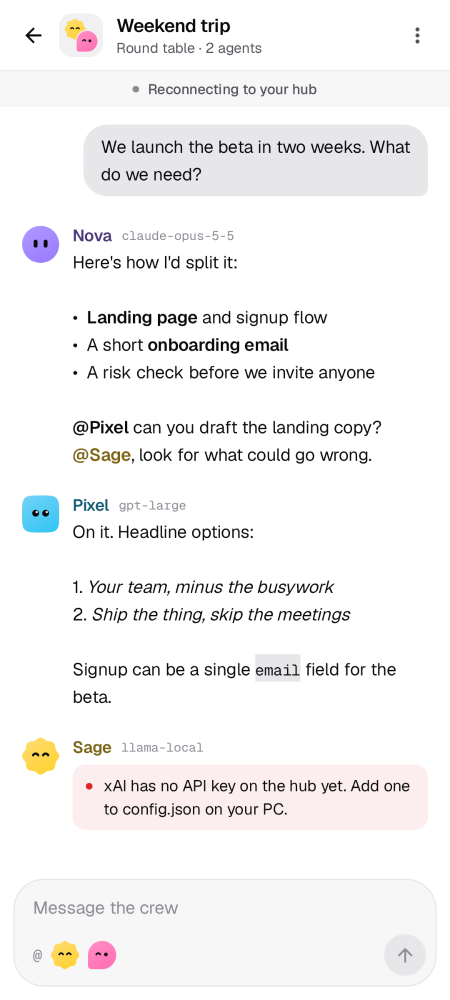 Weekend trip
Round table · 2 agents
Reconnecting to your hub
We launch the beta in two weeks. What
do we need?
Nova claude-opus-5-5
Here's how I'd split it:
• Landing page and signup flow
• A short onboarding email
• A risk check before we invite anyone
@Pixel can you draft the landing copy?
@Sage, look for what could go wrong.
Pixel gpt-large
On it. Headline options:
1. Your team, minus the busywork
2. Ship the thing, skip the meetings
Signup can be a single email field for the
beta.
Sage llama-local
xAI has no API key on the hub yet. Add one
to config.json on your PC.
Message the crew
@